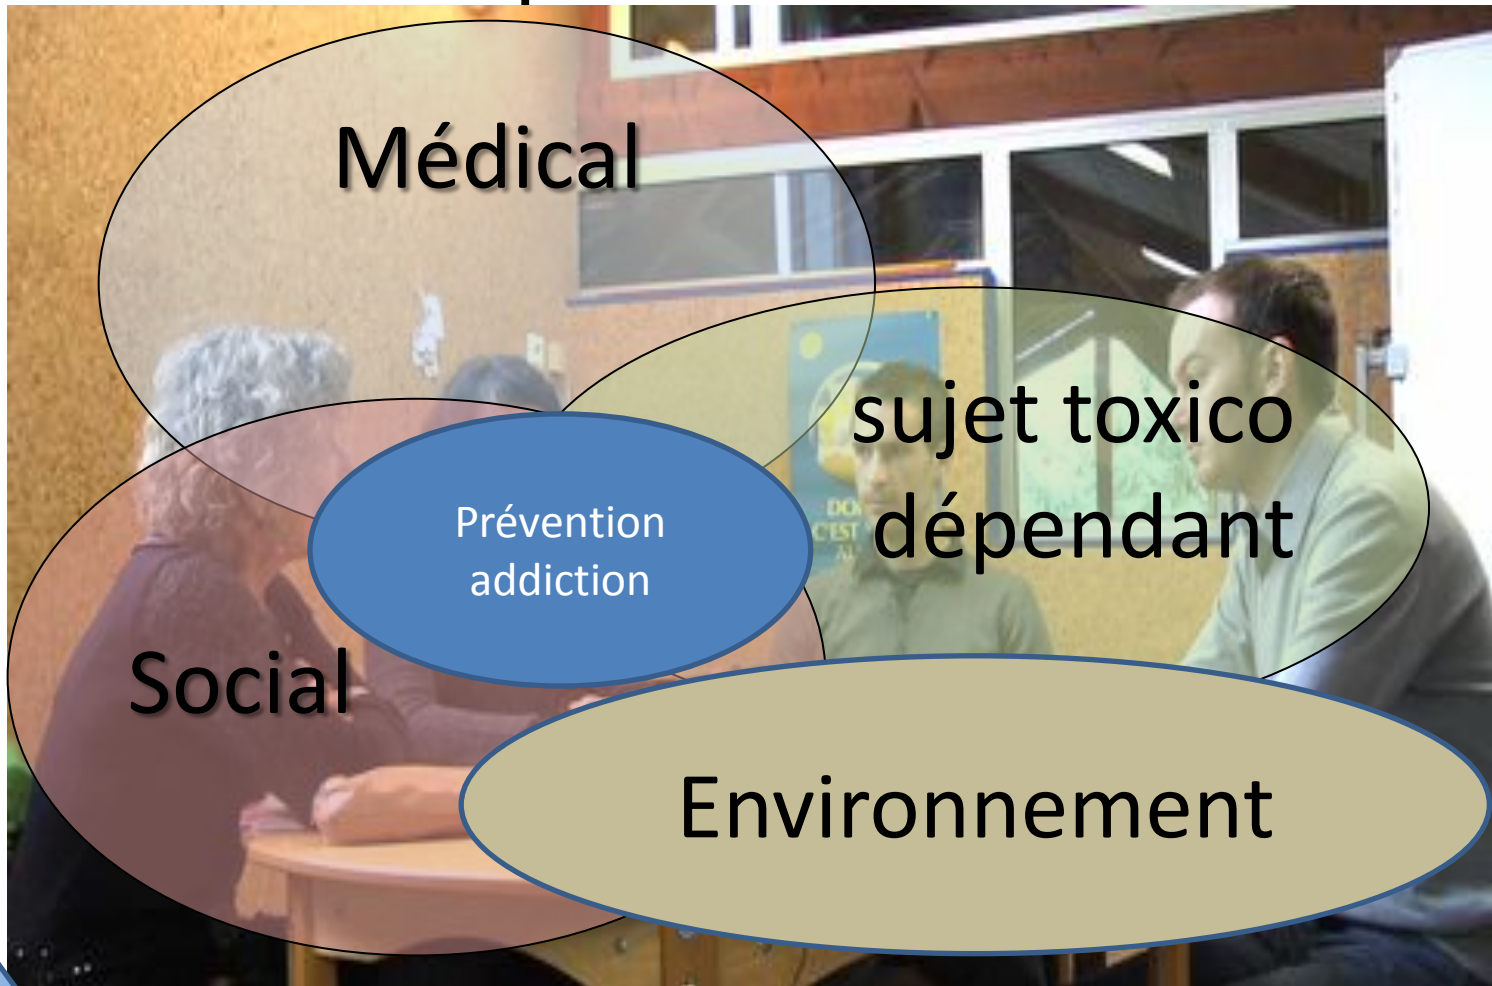 Médical
sujet toxico
dépendant
Prévention
addiction
Social
Environnement